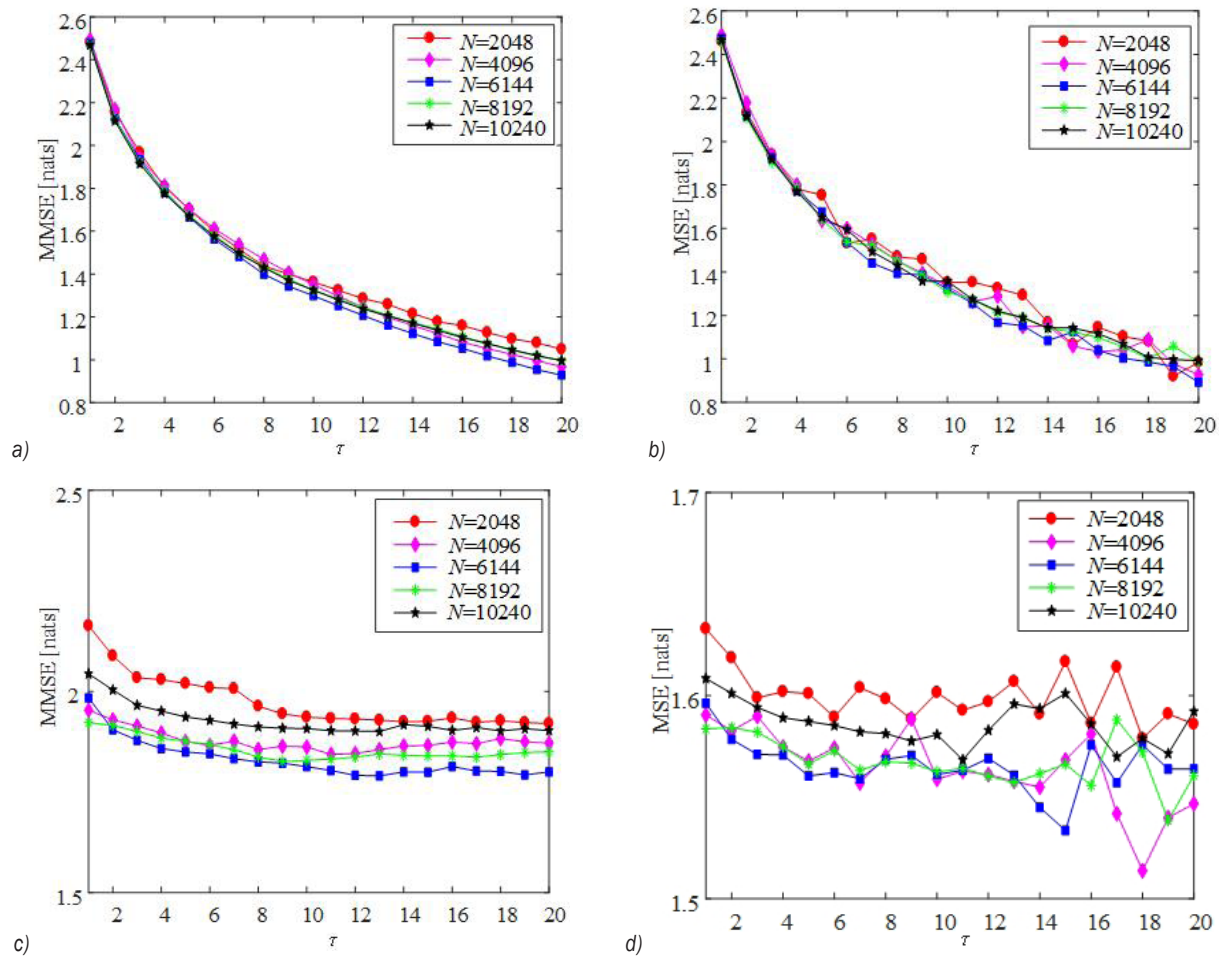 MMSE [nats]
2.6
2.4
2.2
2
1.8
1.6
1.4
1.2
1
0.8
N=2048
N=4096
N=6144
N=8192
N=10240
2 4 6 8 10 12 14 16 18 20
τ
a)
MSE [nats]
2.6
2.4
2.2
2
1.8
1.6
1.4
1.2
1
0.8
N=2048
N=4096
N=6144
N=8192
N=10240
2 4 6 8 10 12 14 16 18 20
τ
b)
MMSE [nats]
2.5
2
1.5
N=2048
N=4096
N=6144
N=8192
N=10240
2 4 6 8 10 12 14 16 18 20
τ
c)
MSE [nats]
1.7
1.6
1.5
N=2048
N=4096
N=6144
N=8192
N=10240
2 4 6 8 10 12 14 16 18 20
τ
d)